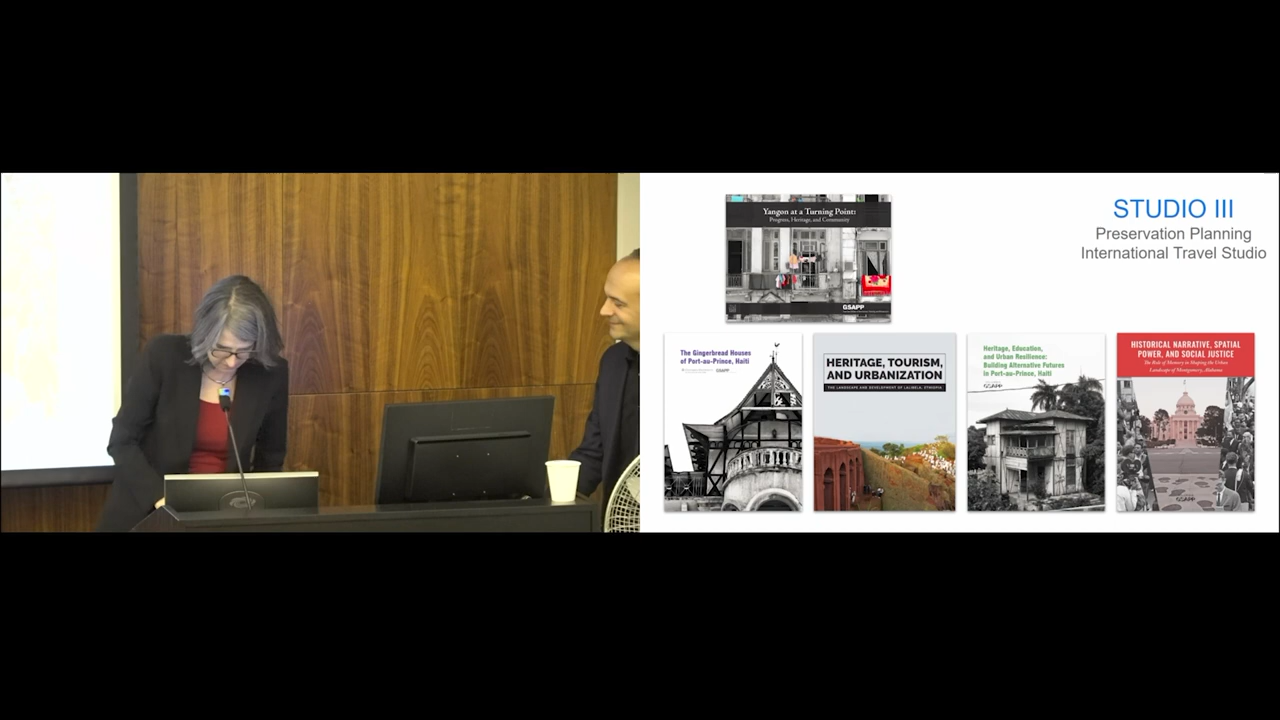 STUDIO III
Preservation Planning
International Travel Studio
Yangon at a Turning Point:
Progress, Heritage, and Community
GSAPP
The Gingerbread Houses
of Port-au-Prince, Haiti
GSAPP
HERITAGE, TOURISM,
AND URBANIZATION
THE LANDSCAPE AND DEVELOPMENT OF LALIBELA, ETHIOPIA
Heritage, Education,
and Urban Resilience:
Building Alternative Futures
in Port-au-Prince, Haiti
GSAPP
HISTORICAL NARRATIVE, SPATIAL
POWER, AND SOCIAL JUSTICE
The Role of Memory in Shaping the Urban
Landscape of Montgomery, Alabama
GSAPP